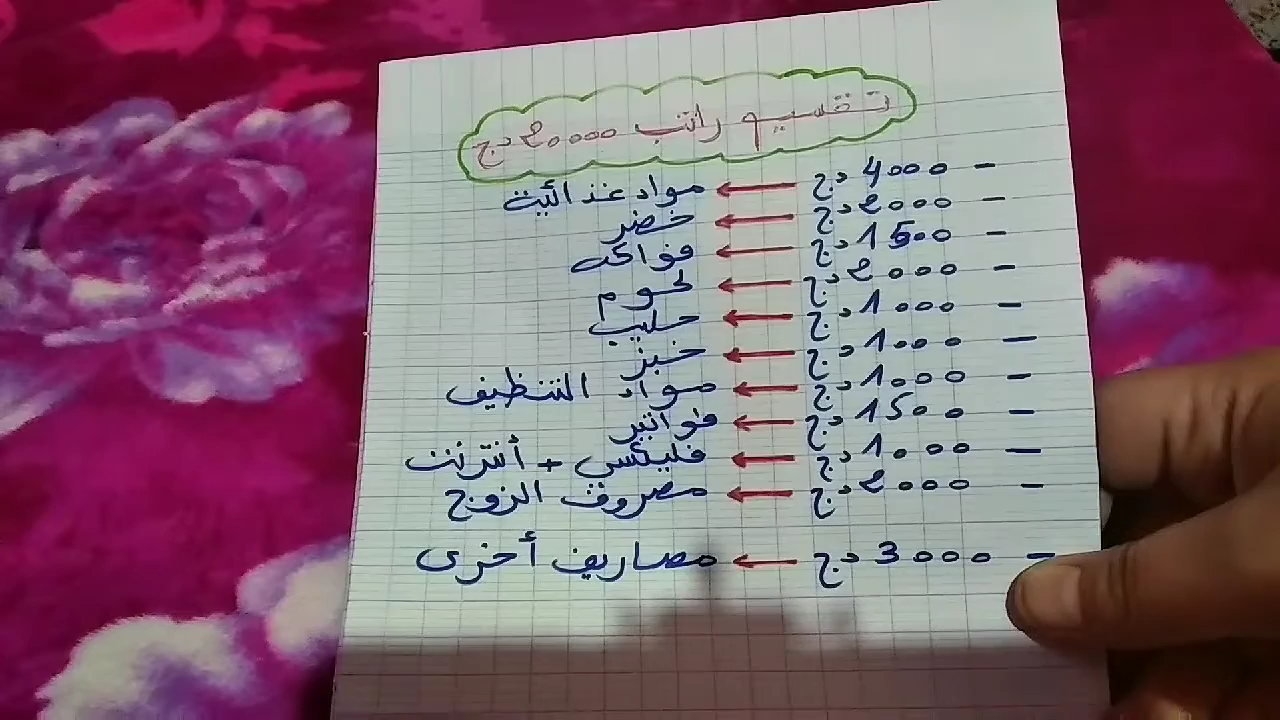 تقسيم راتب 20000 دج
- 4000 دج ← مواد غذائية
- 2000 دج ← خضر
- 1500 دج ← فواكه
- 2000 دج ← لحوم
- 1000 دج ← حليب
- 1000 دج ← خبز
- 1000 دج ← مواد التنظيف
- 1500 دج ← فواتير
- 1000 دج ← فليكسي + أنترنت
- 2000 دج ← مصروف الزوج
- 3000 دج ← مصاريف أخرى